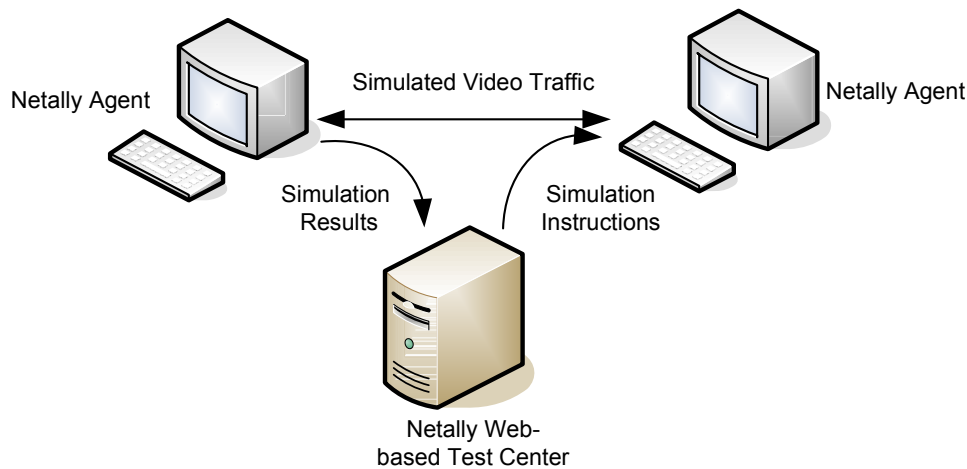 Netally Agent
Simulated Video Traffic
Netally Agent
Simulation
Results
Simulation
Instructions
Netally Web-
based Test Center